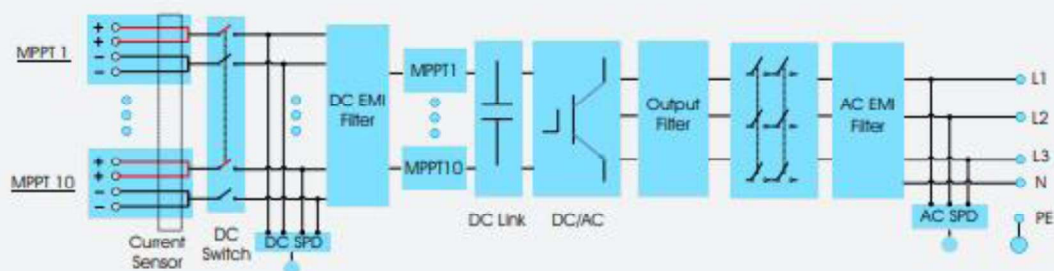 MPPT 1
+
+
−
−
MPPT 10
+
+
−
−
Current
Sensor
DC
Switch
DC SPD
DC EMI
Filter
MPPT1
MPPT10
DC Link
DC/AC
Output
Filter
AC EMI
Filter
L1
L2
L3
N
AC SPD
PE